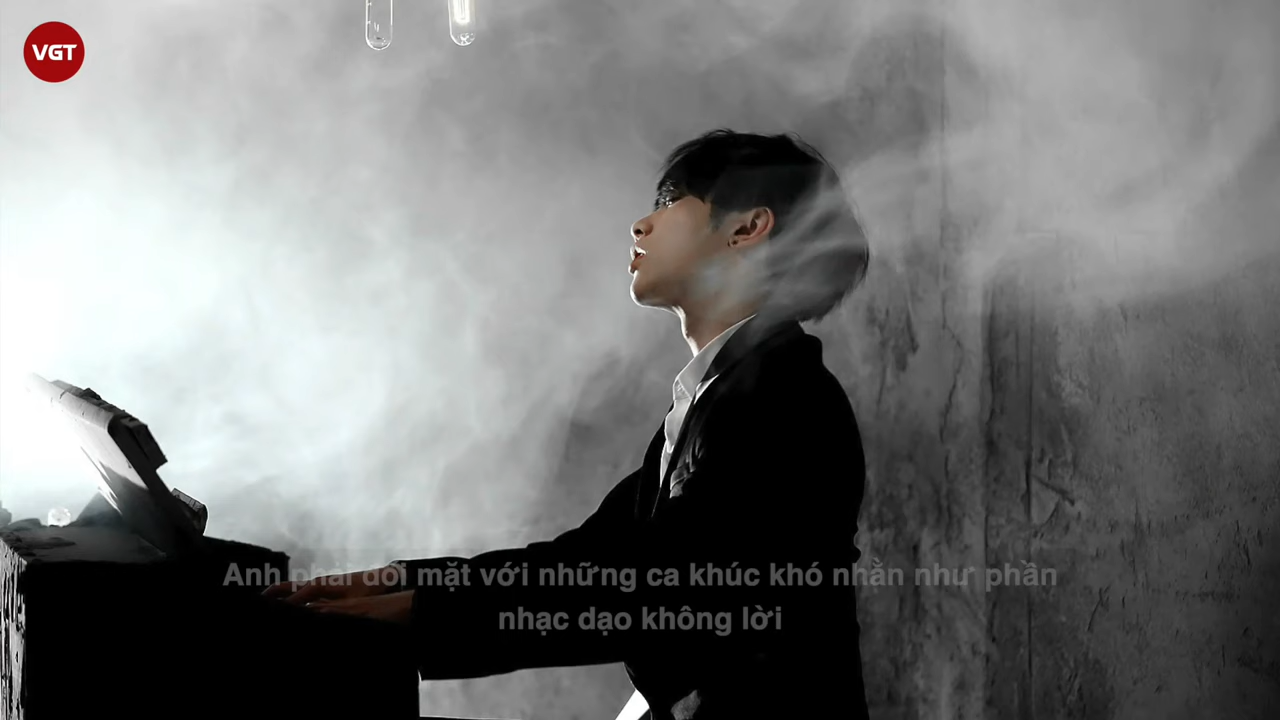 VGT
Anh phải đối mặt với những ca khúc khó nhằn như phần
nhạc dạo không lời